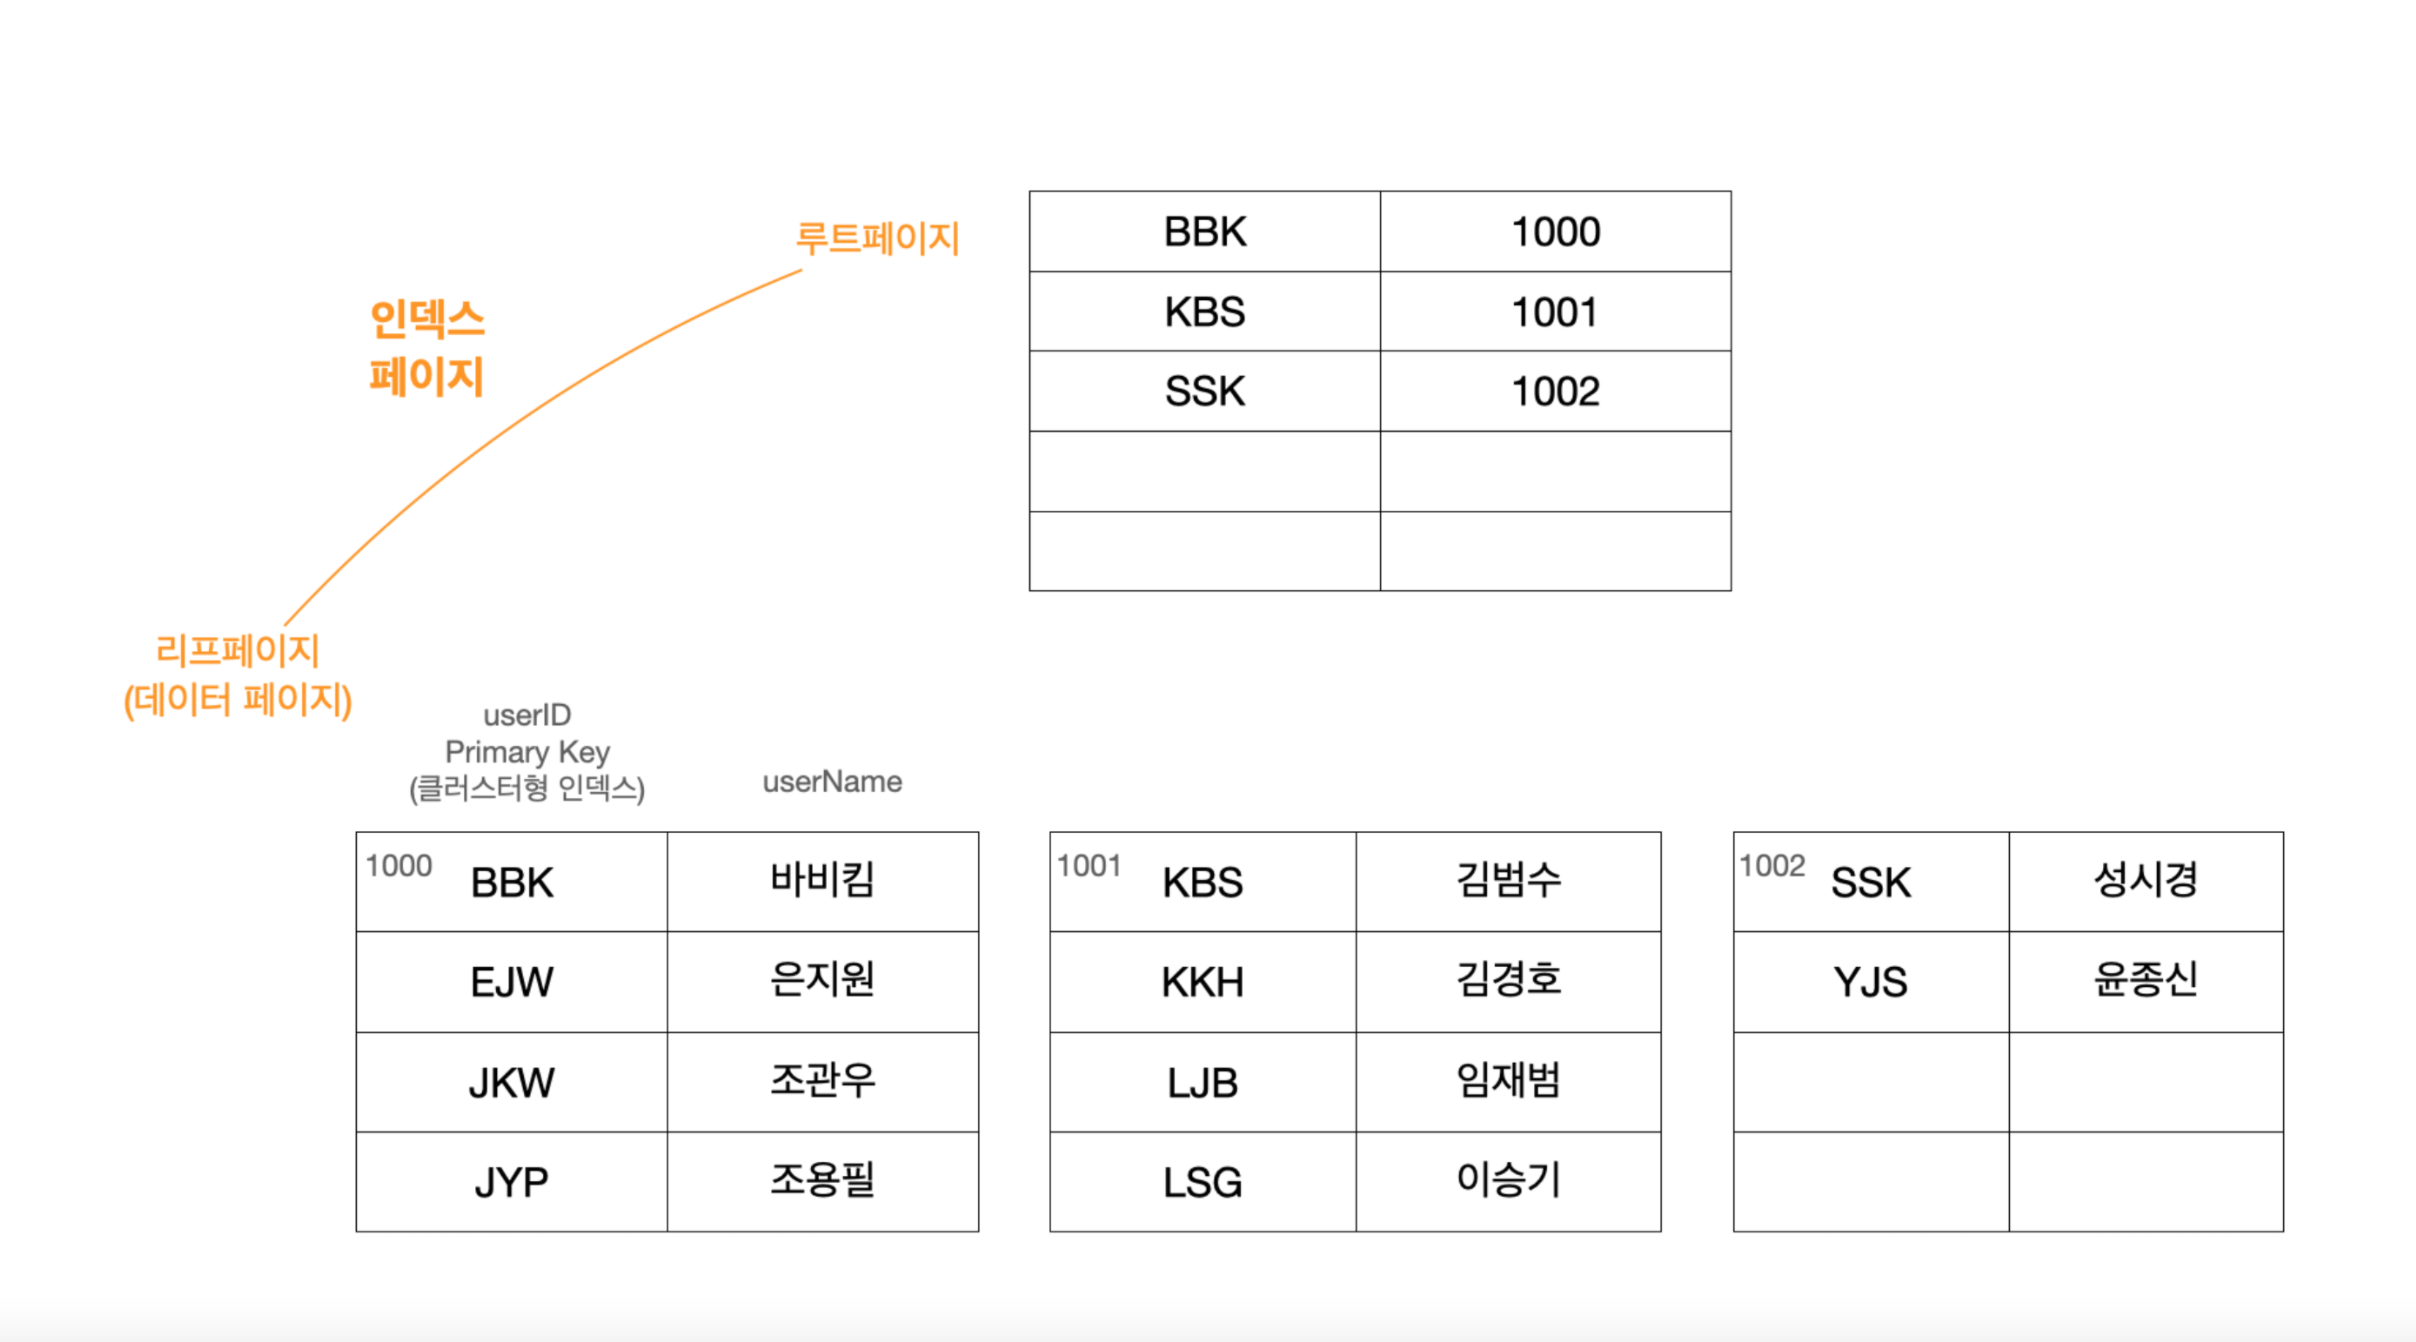 루트페이지
BBK 1000
KBS 1001
SSK 1002
인덱스
페이지
리프페이지
(데이터 페이지)
userID
Primary Key
(클러스터형 인덱스)
userName
1000 BBK 바비킴
EJW 은지원
JKW 조관우
JYP 조용필
1001 KBS 김범수
KKH 김경호
LJB 임재범
LSG 이승기
1002 SSK 성시경
YJS 윤종신